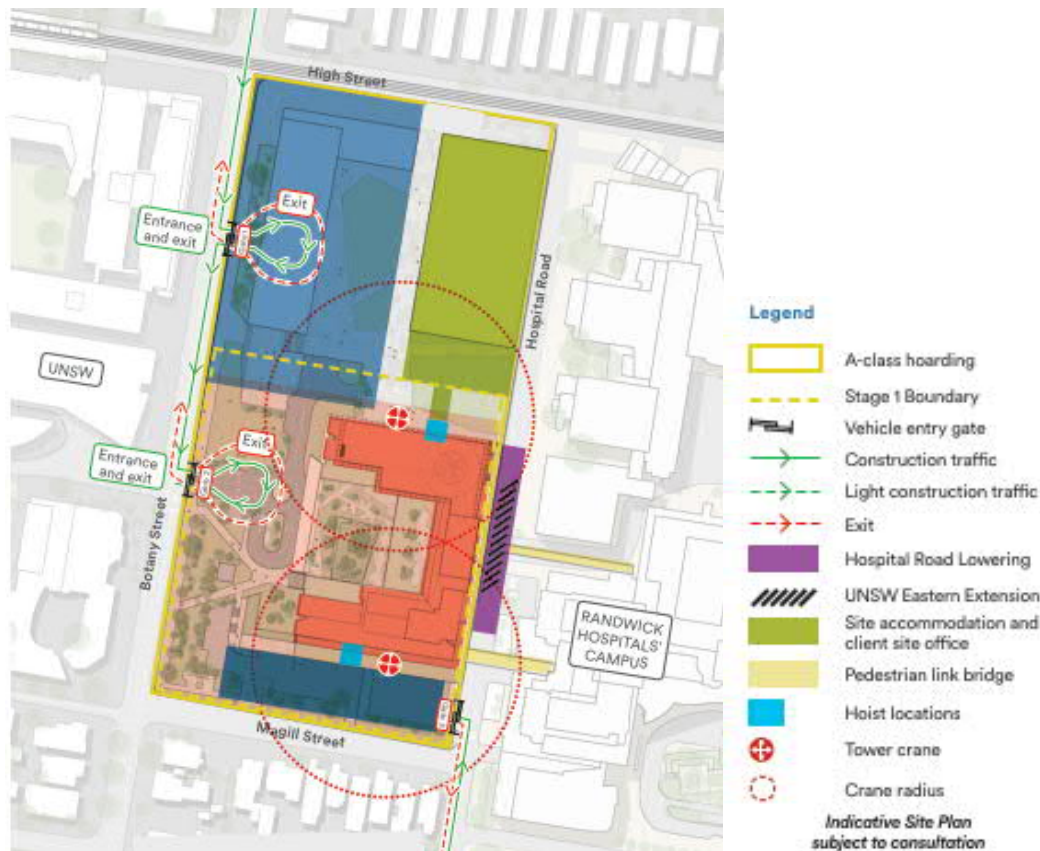 High Street
Exit
Entrance
and exit
Hospital Road
UNSW
Exit
Entrance
and exit
Botany Street
RANDWICK
HOSPITALS'
CAMPUS
Magill Street
Legend
A-class hoarding
Stage 1 Boundary
Vehicle entry gate
Construction traffic
Light construction traffic
Exit
Hospital Road Lowering
UNSW Eastern Extension
Site accommodation and
client site office
Pedestrian link bridge
Hoist locations
Tower crane
Crane radius
Indicative Site Plan
subject to consultation